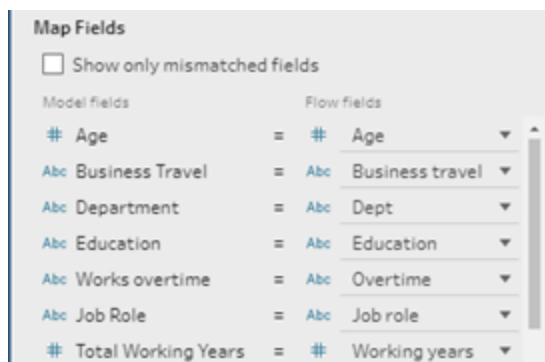 Map Fields
Show only mismatched fields
Model fields Flow fields
# Age = # Age
Abc Business Travel = Abc Business travel
Abc Department = Abc Dept
Abc Education = Abc Education
Abc Works overtime = Abc Overtime
Abc Job Role = Abc Job role
# Total Working Years = # Working years